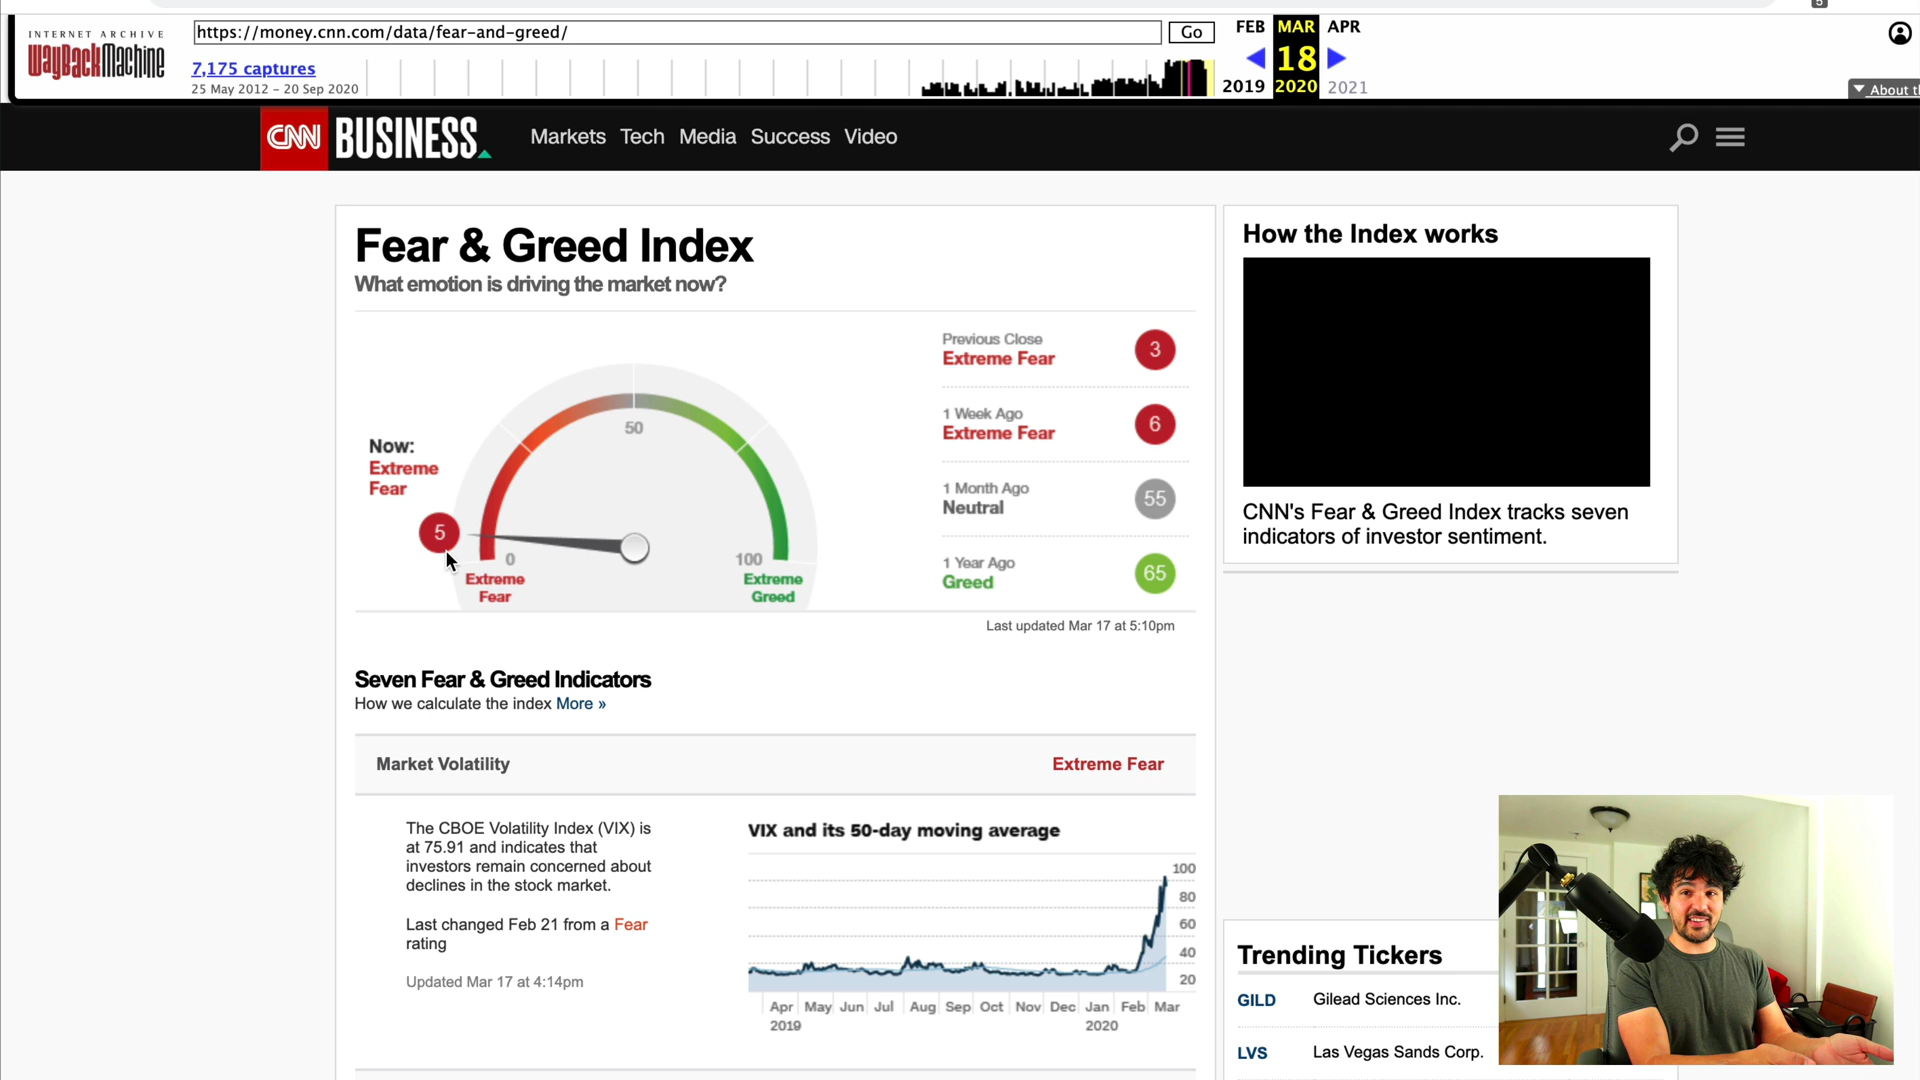 5
INTERNET ARCHIVE
WayBackMachine
https://money.cnn.com/data/fear-and-greed/
Go
FEB MAR APR
18
2019 2020 2021
7,175 captures
25 May 2012 – 20 Sep 2020
CNN BUSINESS
Markets Tech Media Success Video
Fear & Greed Index
What emotion is driving the market now?
Now:
Extreme
Fear
5
50
0
100
Extreme
Fear
Extreme
Greed
Previous Close
Extreme Fear
3
1 Week Ago
Extreme Fear
6
1 Month Ago
Neutral
55
1 Year Ago
Greed
65
Last updated Mar 17 at 5:10pm
Seven Fear & Greed Indicators
How we calculate the index More »
Market Volatility
Extreme Fear
The CBOE Volatility Index (VIX) is
at 75.91 and indicates that
investors remain concerned about
declines in the stock market.
Last changed Feb 21 from a Fear
rating
Updated Mar 17 at 4:14pm
VIX and its 50-day moving average
100
80
60
40
20
Apr May Jun Jul Aug Sep Oct Nov Dec Jan Feb Mar
2019 2020
How the Index works
CNN's Fear & Greed Index tracks seven
indicators of investor sentiment.
Trending Tickers
GILD Gilead Sciences Inc.
LVS Las Vegas Sands Corp.